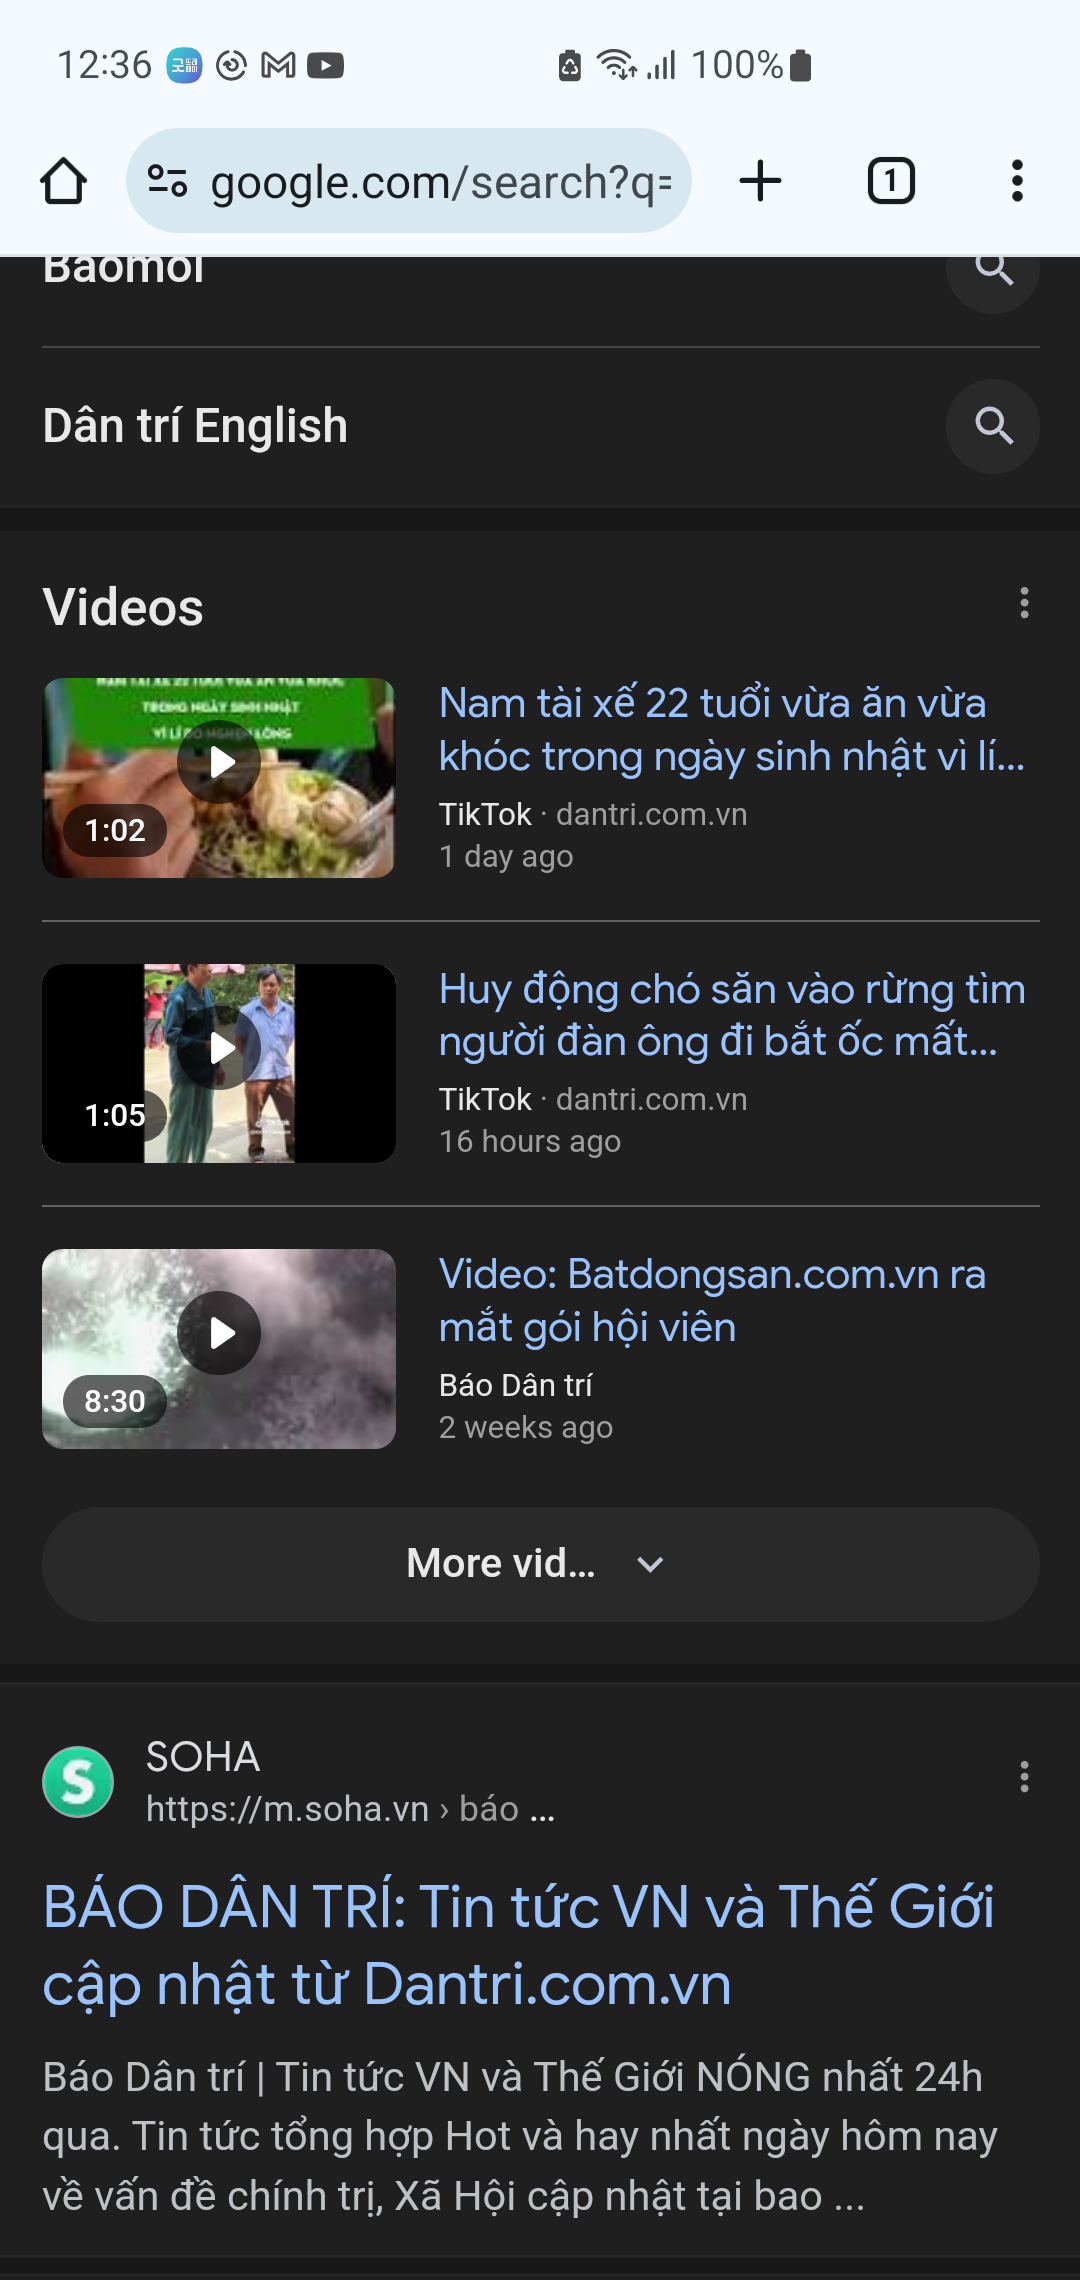 12:36
100%
google.com/search?q=
1
Baomoi
Dân trí English
Videos
TRONG NGÀY SINH NHẬT
1:02
Nam tài xế 22 tuổi vừa ăn vừa
khóc trong ngày sinh nhật vì lí...
TikTok · dantri.com.vn
1 day ago
1:05
TikTok
Huy động chó săn vào rừng tìm
người đàn ông đi bắt ốc mất...
TikTok · dantri.com.vn
16 hours ago
8:30
Video: Batdongsan.com.vn ra
mắt gói hội viên
Báo Dân trí
2 weeks ago
More vid...
S
SOHA
https://m.soha.vn › báo ...
BÁO DÂN TRÍ: Tin tức VN và Thế Giới
cập nhật từ Dantri.com.vn
Báo Dân trí | Tin tức VN và Thế Giới NÓNG nhất 24h
qua. Tin tức tổng hợp Hot và hay nhất ngày hôm nay
về vấn đề chính trị, Xã Hội cập nhật tại bao ...